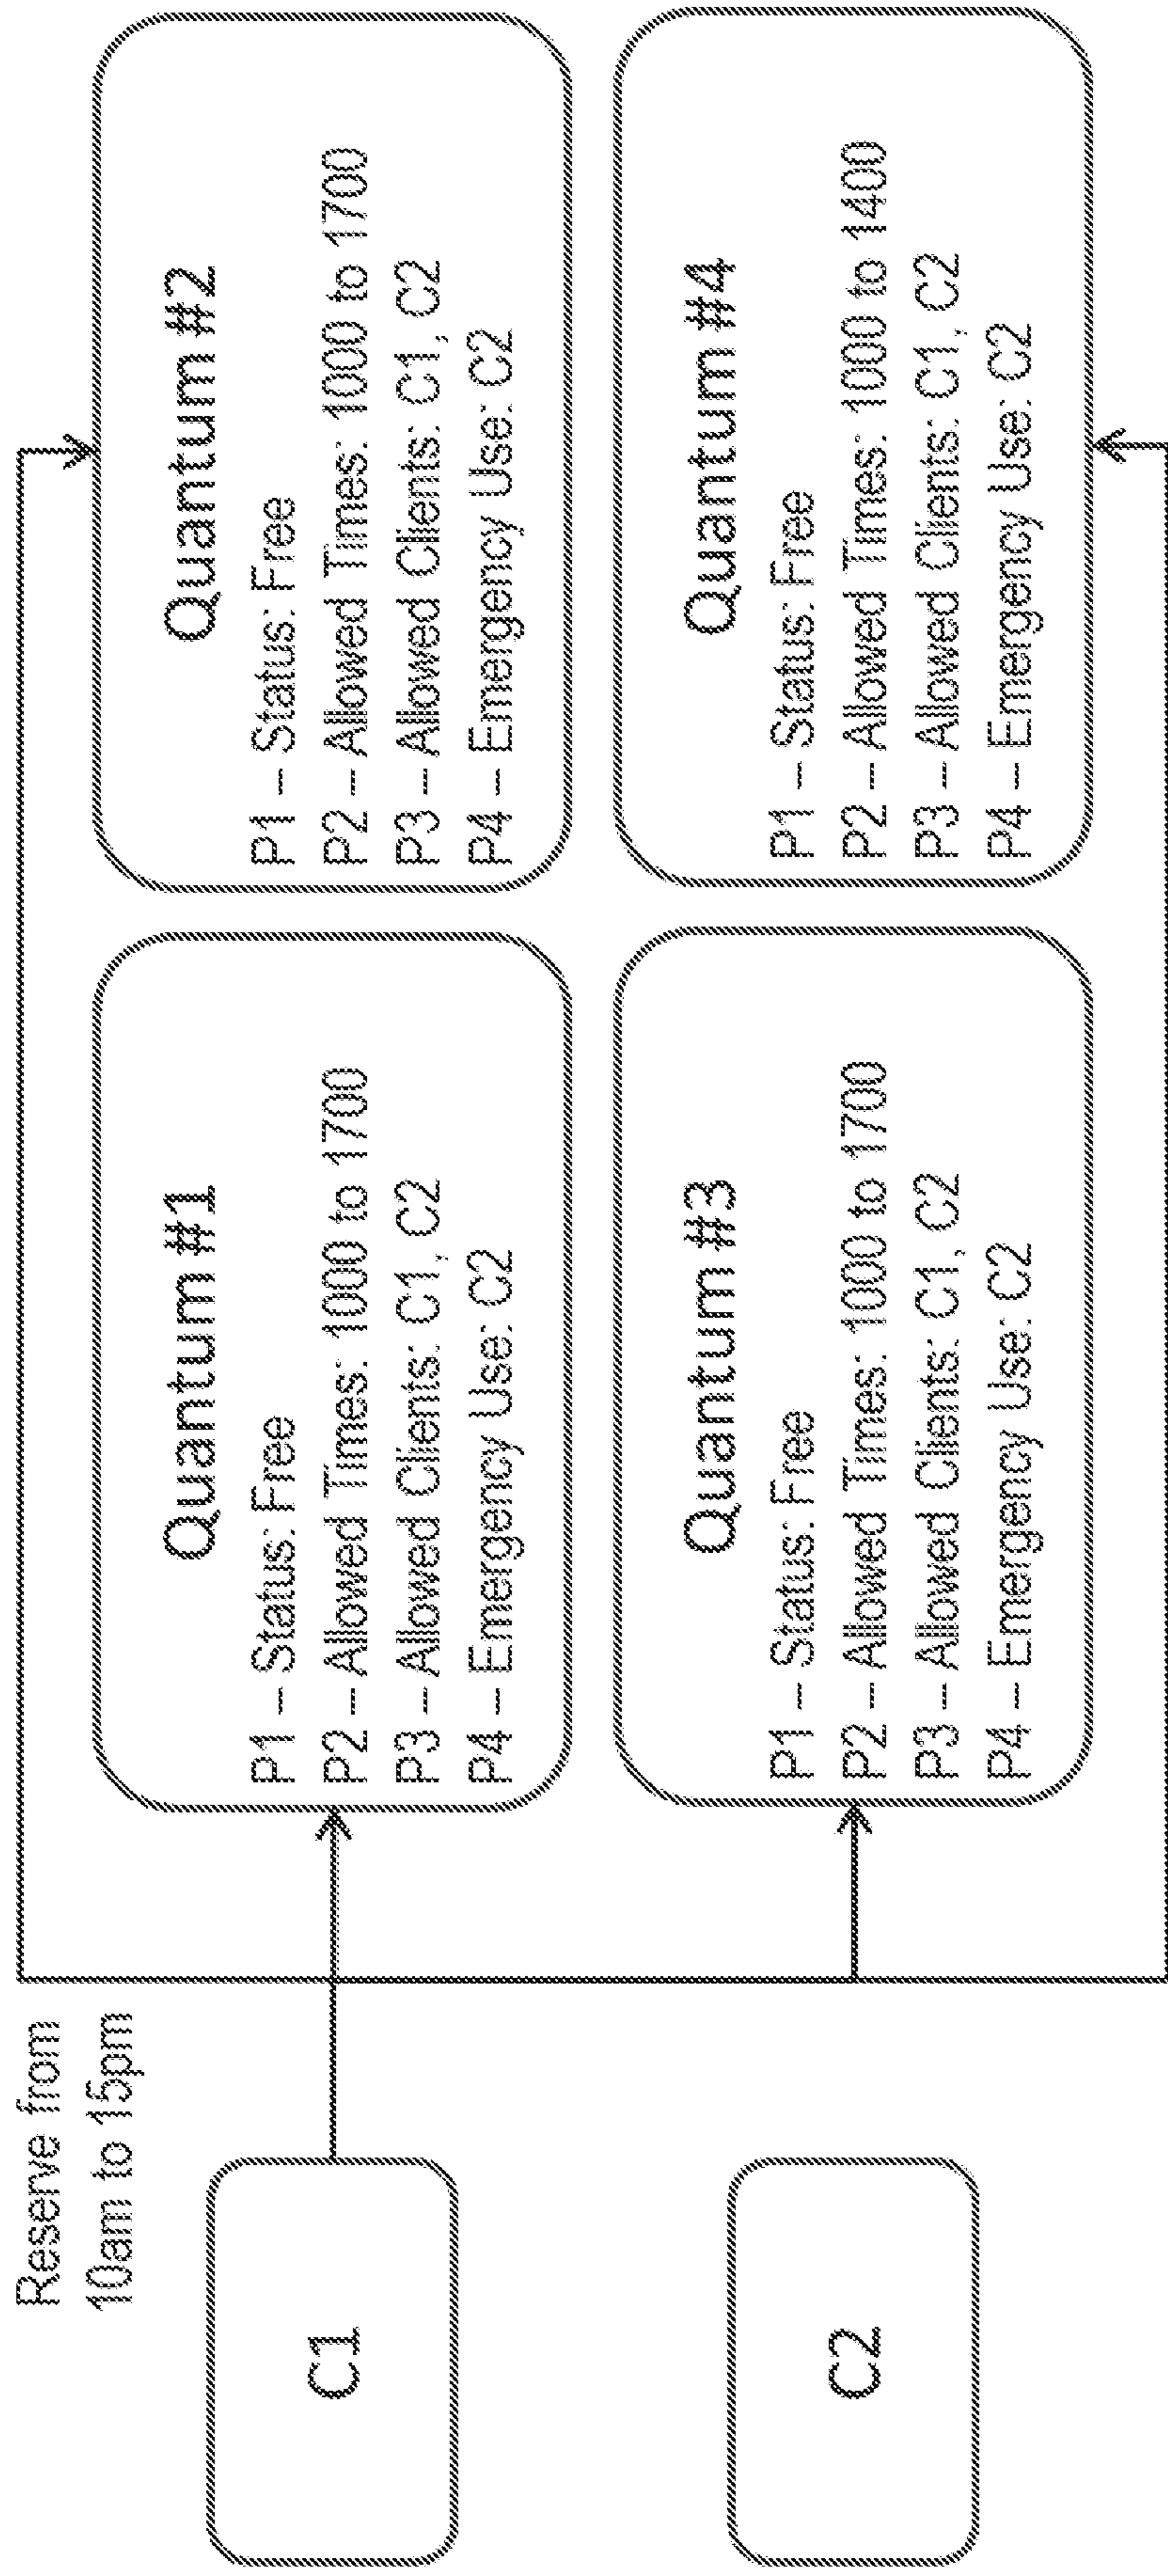 Reserve from
10am to 15pm
C1
C2
Quantum #1
P1 – Status: Free
P2 – Allowed Times: 1000 to 1700
P3 – Allowed Clients: C1, C2
P4 – Emergency Use: C2
Quantum #2
P1 – Status: Free
P2 – Allowed Times: 1000 to 1700
P3 – Allowed Clients: C1, C2
P4 – Emergency Use: C2
Quantum #3
P1 – Status: Free
P2 – Allowed Times: 1000 to 1700
P3 – Allowed Clients: C1, C2
P4 – Emergency Use: C2
Quantum #4
P1 – Status: Free
P2 – Allowed Times: 1000 to 1400
P3 – Allowed Clients: C1, C2
P4 – Emergency Use: C2